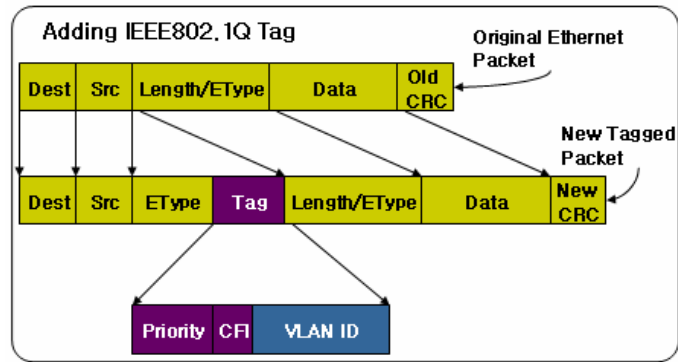 Adding IEEE802.1Q Tag
Original Ethernet
Packet
Dest Src Length/EType Data Old
CRC
New Tagged
Packet
Dest Src EType Tag Length/EType Data New
CRC
Priority CFI VLAN ID